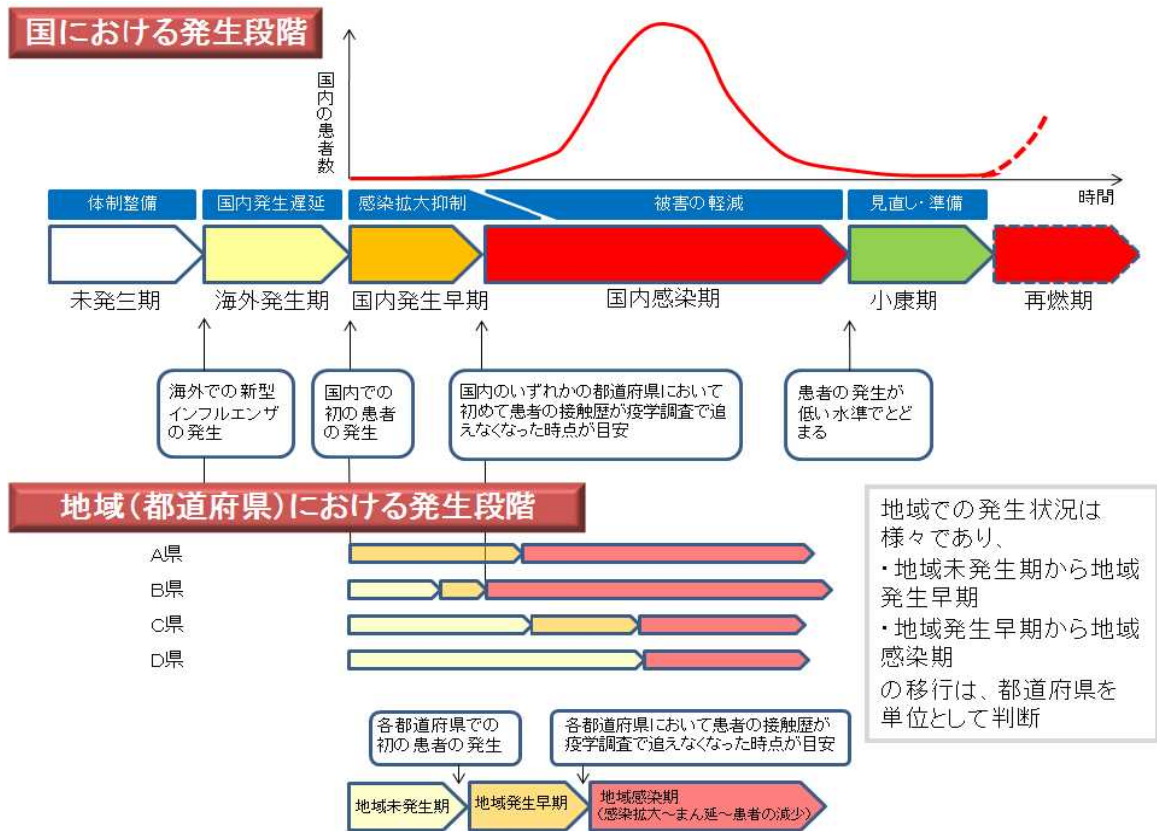 国における発生段階
国内の患者数
時間
体制整備
国内発生遅延
感染拡大抑制
被害の軽減
見直し・準備
未発生期
海外発生期
国内発生早期
国内感染期
小康期
再燃期
海外での新型
インフルエンザ
の発生
国内での
初の患者
の発生
国内のいずれかの都道府県において
初めて患者の接触歴が疫学調査で追
えなくなった時点が目安
患者の発生が
低い水準でとど
まる
地域(都道府県)における発生段階
A県
B県
C県
D県
地域での発生状況は
様々であり、
・地域未発生期から地域
発生早期
・地域発生早期から地域
感染期
の移行は、都道府県を
単位として判断
各都道府県での
初の患者の発生
各都道府県において患者の接触歴が
疫学調査で追えなくなった時点が目安
地域未発生期
地域発生早期
地域感染期
(感染拡大~まん延~患者の減少)